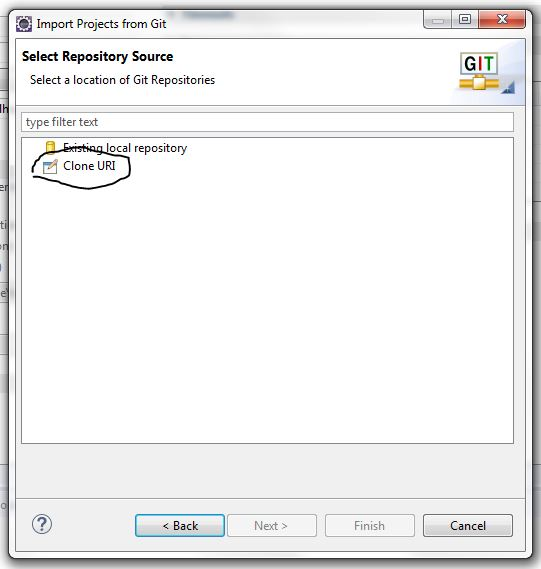 Import Projects from Git
Select Repository Source
Select a location of Git Repositories
GIT
type filter text
Existing local repository
Clone URI
? < Back Next > Finish Cancel